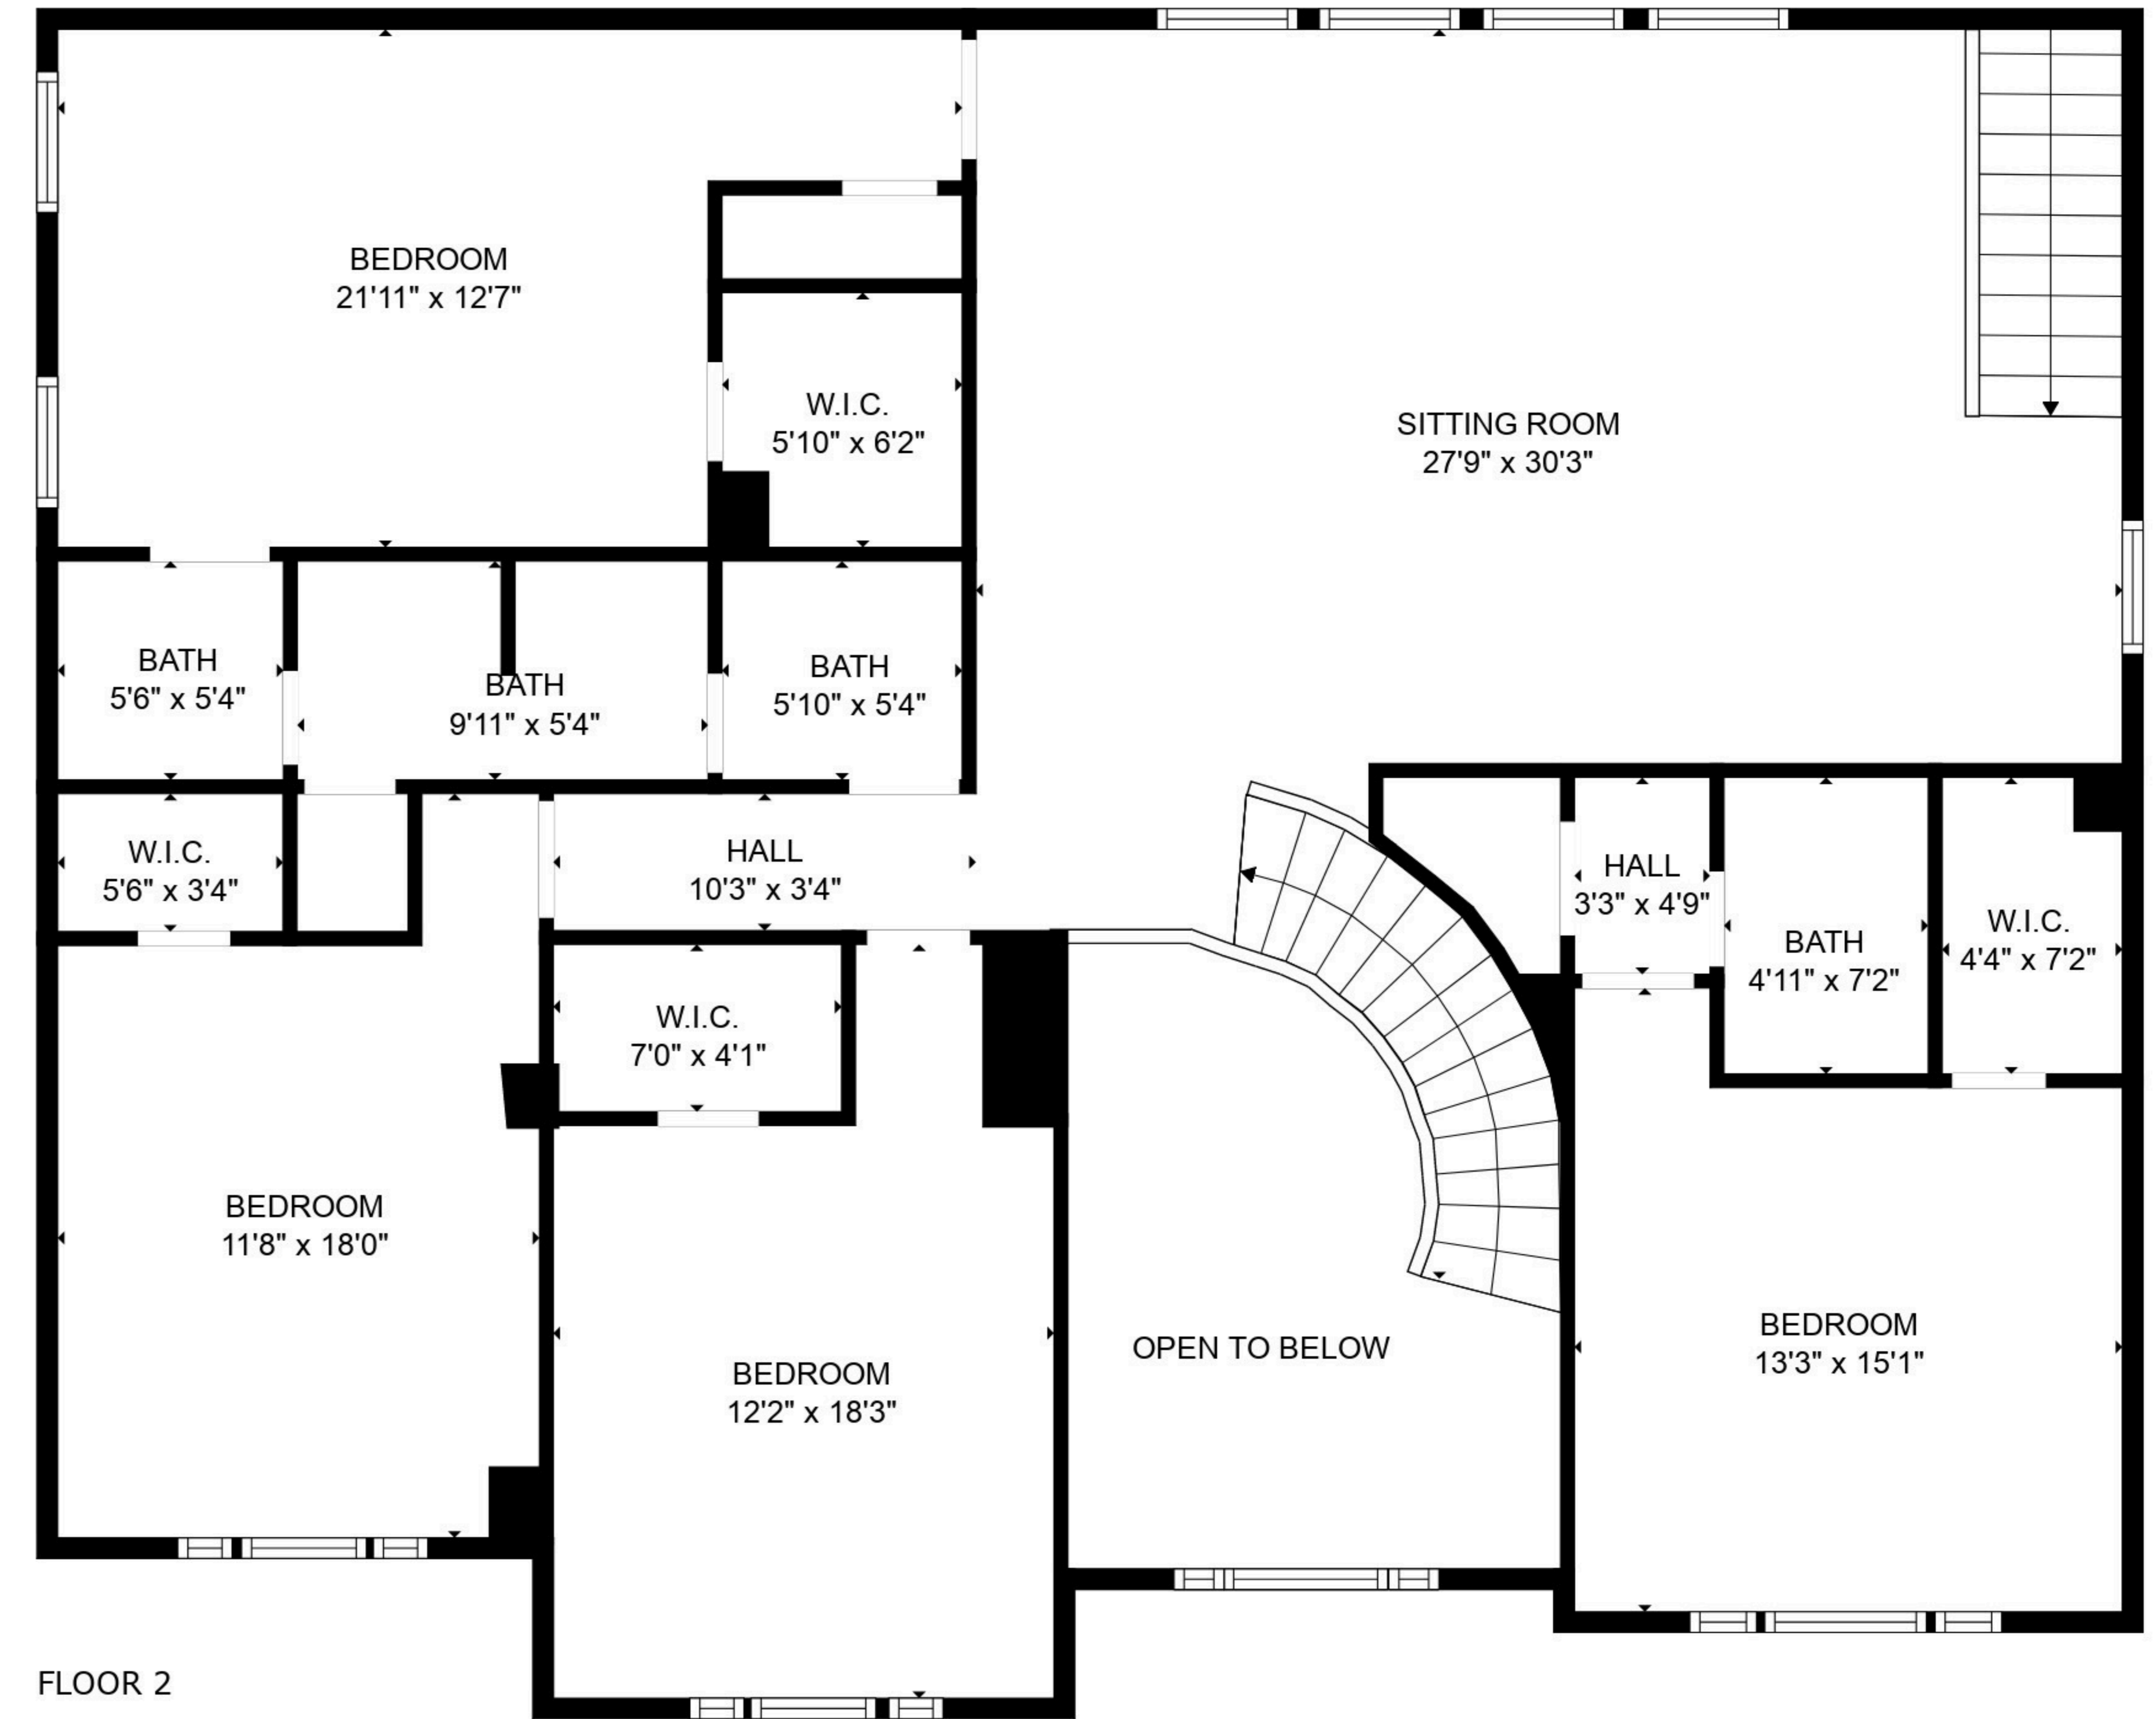 BEDROOM
21'11" x 12'7"
W.I.C.
5'10" x 6'2"
SITTING ROOM
27'9" x 30'3"
BATH
5'6" x 5'4"
BATH
9'11" x 5'4"
BATH
5'10" x 5'4"
W.I.C.
5'6" x 3'4"
HALL
10'3" x 3'4"
HALL
3'3" x 4'9"
BATH
4'11" x 7'2"
W.I.C.
4'4" x 7'2"
W.I.C.
7'0" x 4'1"
BEDROOM
11'8" x 18'0"
BEDROOM
12'2" x 18'3"
OPEN TO BELOW
BEDROOM
13'3" x 15'1"
FLOOR 2